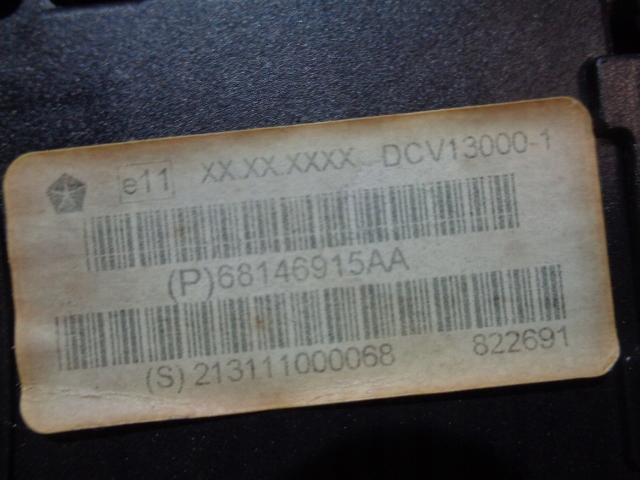 e11 XX.XX.XXXX DCV13000-1
(P)68146915AA
(S) 213111000068 822691